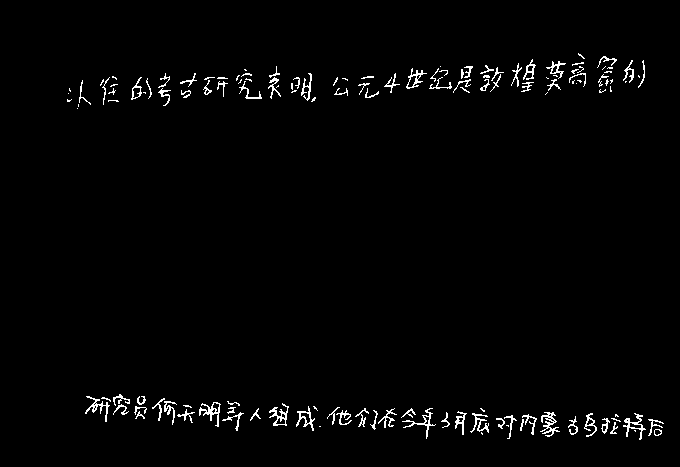 以往的考古研究表明,公元4世纪是敦煌莫高窟的
研究员何天明等人组成.他们在今年3月底对内蒙古乌拉特后